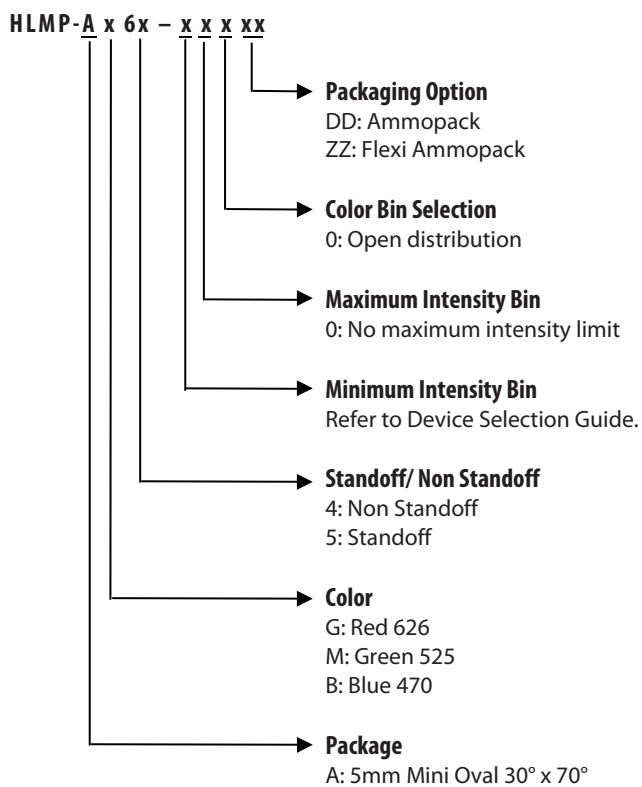 HLMP-A x 6x – x x x xx
Packaging Option
DD: Ammopack
ZZ: Flexi Ammopack
Color Bin Selection
0: Open distribution
Maximum Intensity Bin
0: No maximum intensity limit
Minimum Intensity Bin
Refer to Device Selection Guide.
Standoff/ Non Standoff
4: Non Standoff
5: Standoff
Color
G: Red 626
M: Green 525
B: Blue 470
Package
A: 5mm Mini Oval 30° x 70°